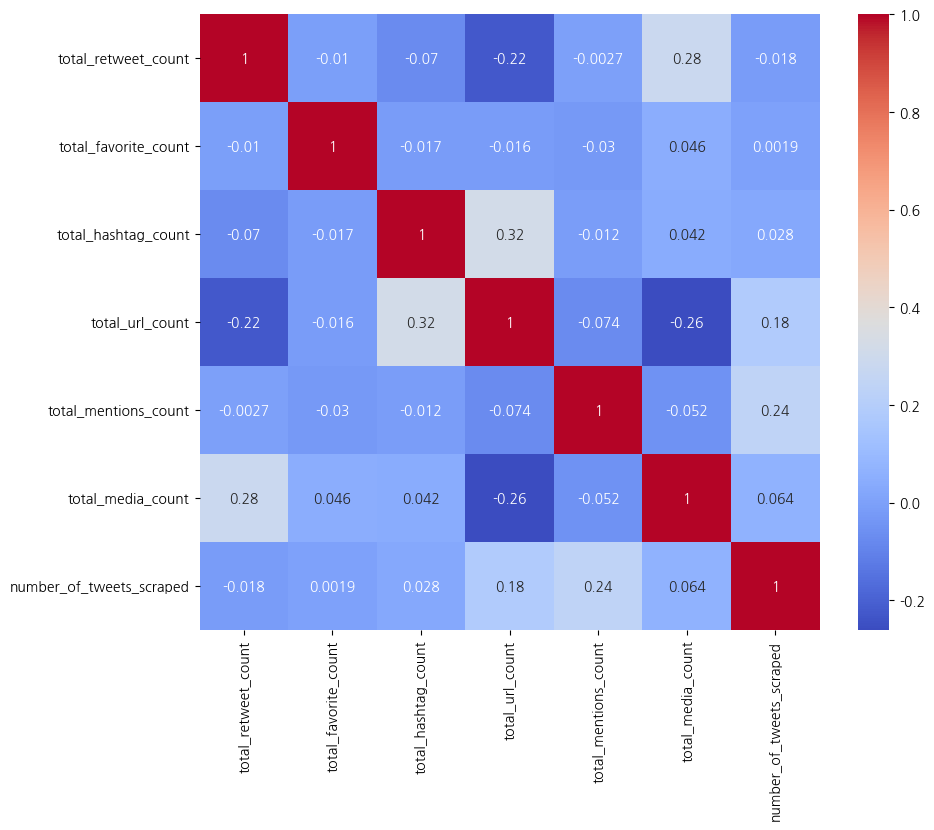 total_retweet_count 1 -0.01 -0.07 -0.22 -0.0027 0.28 -0.018
total_favorite_count -0.01 1 -0.017 -0.016 -0.03 0.046 0.0019
total_hashtag_count -0.07 -0.017 1 0.32 -0.012 0.042 0.028
total_url_count -0.22 -0.016 0.32 1 -0.074 -0.26 0.18
total_mentions_count -0.0027 -0.03 -0.012 -0.074 1 -0.052 0.24
total_media_count 0.28 0.046 0.042 -0.26 -0.052 1 0.064
number_of_tweets_scraped -0.018 0.0019 0.028 0.18 0.24 0.064 1
total_retweet_count
total_favorite_count
total_hashtag_count
total_url_count
total_mentions_count
total_media_count
number_of_tweets_scraped
1.0
0.8
0.6
0.4
0.2
0.0
-0.2